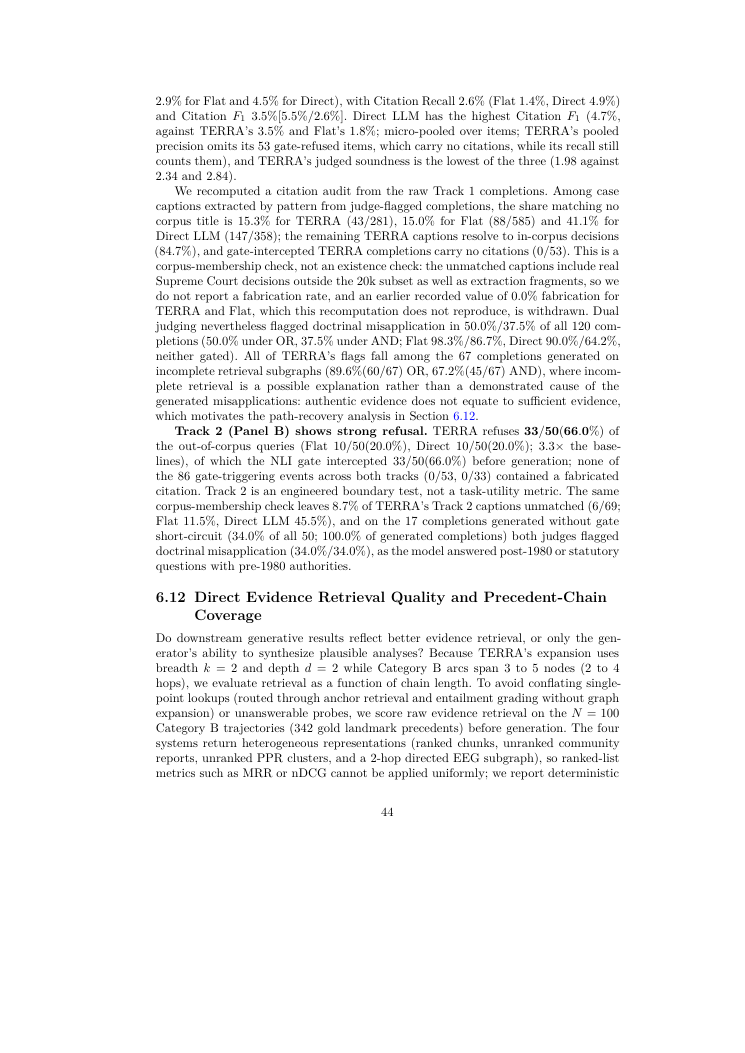 2.9% for Flat and 4.5% for Direct), with Citation Recall 2.6% (Flat 1.4%, Direct 4.9%)
and Citation F1 3.5%[5.5%/2.6%]. Direct LLM has the highest Citation F1 (4.7%,
against TERRA's 3.5% and Flat's 1.8%; micro-pooled over items; TERRA's pooled
precision omits its 53 gate-refused items, which carry no citations, while its recall still
counts them), and TERRA's judged soundness is the lowest of the three (1.98 against
2.34 and 2.84).
We recomputed a citation audit from the raw Track 1 completions. Among case
captions extracted by pattern from judge-flagged completions, the share matching no
corpus title is 15.3% for TERRA (43/281), 15.0% for Flat (88/585) and 41.1% for
Direct LLM (147/358); the remaining TERRA captions resolve to in-corpus decisions
(84.7%), and gate-intercepted TERRA completions carry no citations (0/53). This is a
corpus-membership check, not an existence check: the unmatched captions include real
Supreme Court decisions outside the 20k subset as well as extraction fragments, so we
do not report a fabrication rate, and an earlier recorded value of 0.0% fabrication for
TERRA and Flat, which this recomputation does not reproduce, is withdrawn. Dual
judging nevertheless flagged doctrinal misapplication in 50.0%/37.5% of all 120 com-
pletions (50.0% under OR, 37.5% under AND; Flat 98.3%/86.7%, Direct 90.0%/64.2%,
neither gated). All of TERRA's flags fall among the 67 completions generated on
incomplete retrieval subgraphs (89.6%(60/67) OR, 67.2%(45/67) AND), where incom-
plete retrieval is a possible explanation rather than a demonstrated cause of the
generated misapplications: authentic evidence does not equate to sufficient evidence,
which motivates the path-recovery analysis in Section 6.12.
Track 2 (Panel B) shows strong refusal. TERRA refuses 33/50(66.0%) of
the out-of-corpus queries (Flat 10/50(20.0%), Direct 10/50(20.0%); 3.3× the base-
lines), of which the NLI gate intercepted 33/50(66.0%) before generation; none of
the 86 gate-triggering events across both tracks (0/53, 0/33) contained a fabricated
citation. Track 2 is an engineered boundary test, not a task-utility metric. The same
corpus-membership check leaves 8.7% of TERRA's Track 2 captions unmatched (6/69;
Flat 11.5%, Direct LLM 45.5%), and on the 17 completions generated without gate
short-circuit (34.0% of all 50; 100.0% of generated completions) both judges flagged
doctrinal misapplication (34.0%/34.0%), as the model answered post-1980 or statutory
questions with pre-1980 authorities.
6.12 Direct Evidence Retrieval Quality and Precedent-Chain
Coverage
Do downstream generative results reflect better evidence retrieval, or only the gen-
erator's ability to synthesize plausible analyses? Because TERRA's expansion uses
breadth k = 2 and depth d = 2 while Category B arcs span 3 to 5 nodes (2 to 4
hops), we evaluate retrieval as a function of chain length. To avoid conflating single-
point lookups (routed through anchor retrieval and entailment grading without graph
expansion) or unanswerable probes, we score raw evidence retrieval on the N = 100
Category B trajectories (342 gold landmark precedents) before generation. The four
systems return heterogeneous representations (ranked chunks, unranked community
reports, unranked PPR clusters, and a 2-hop directed EEG subgraph), so ranked-list
metrics such as MRR or nDCG cannot be applied uniformly; we report deterministic
44